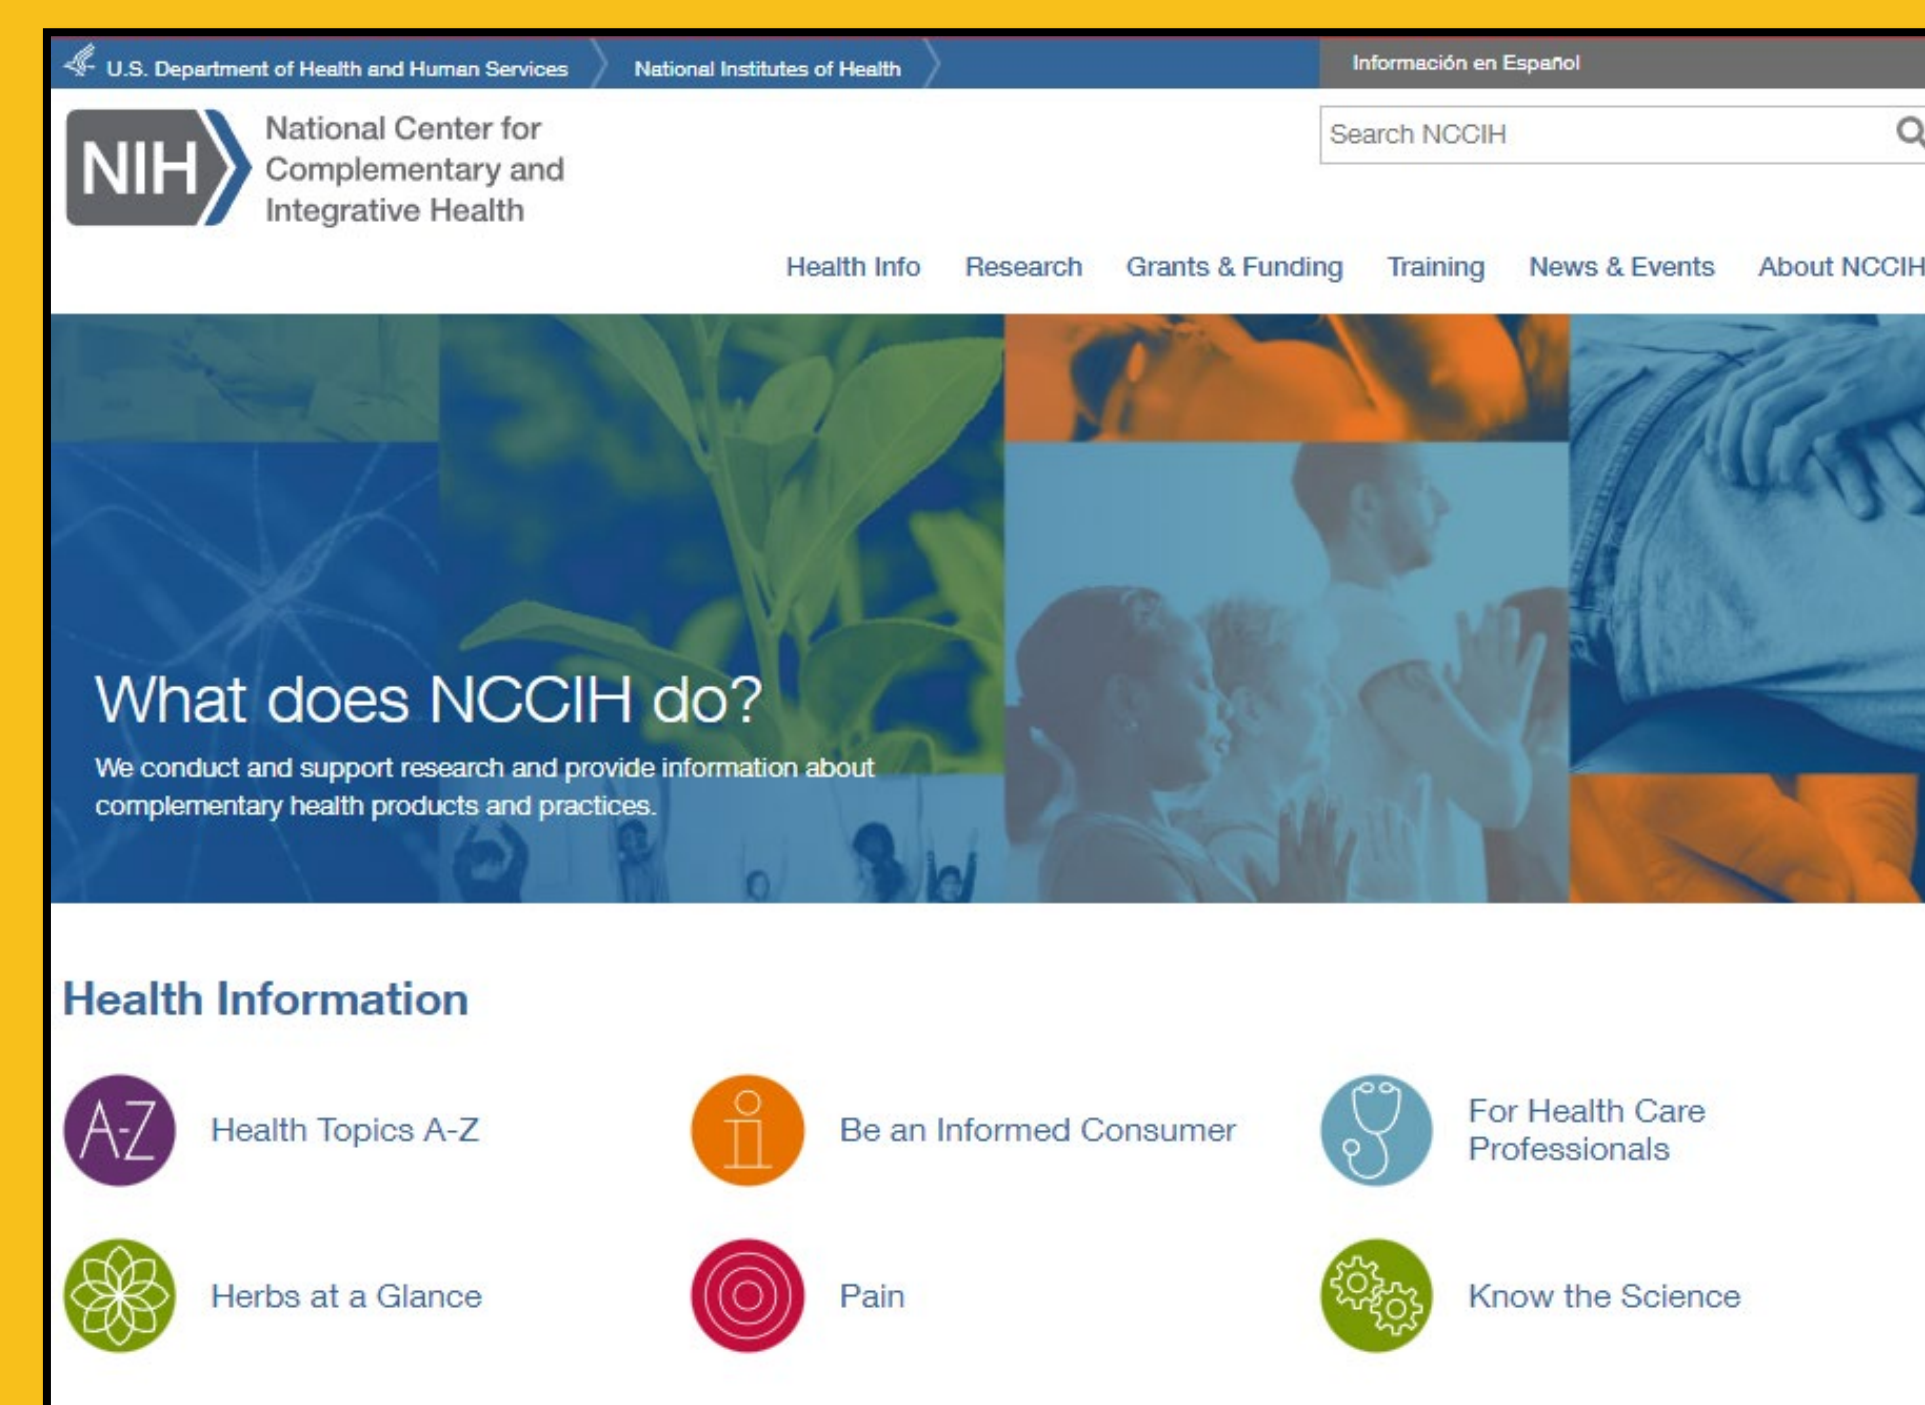 U.S. Department of Health and Human Services
National Institutes of Health
Información en Español
NIH
National Center for
Complementary and
Integrative Health
Search NCCIH
Health Info
Research
Grants & Funding
Training
News & Events
About NCCIH
What does NCCIH do?
We conduct and support research and provide information about
complementary health products and practices.
Health Information
A-Z
Health Topics A-Z
i
Be an Informed Consumer
For Health Care
Professionals
Herbs at a Glance
Pain
Know the Science